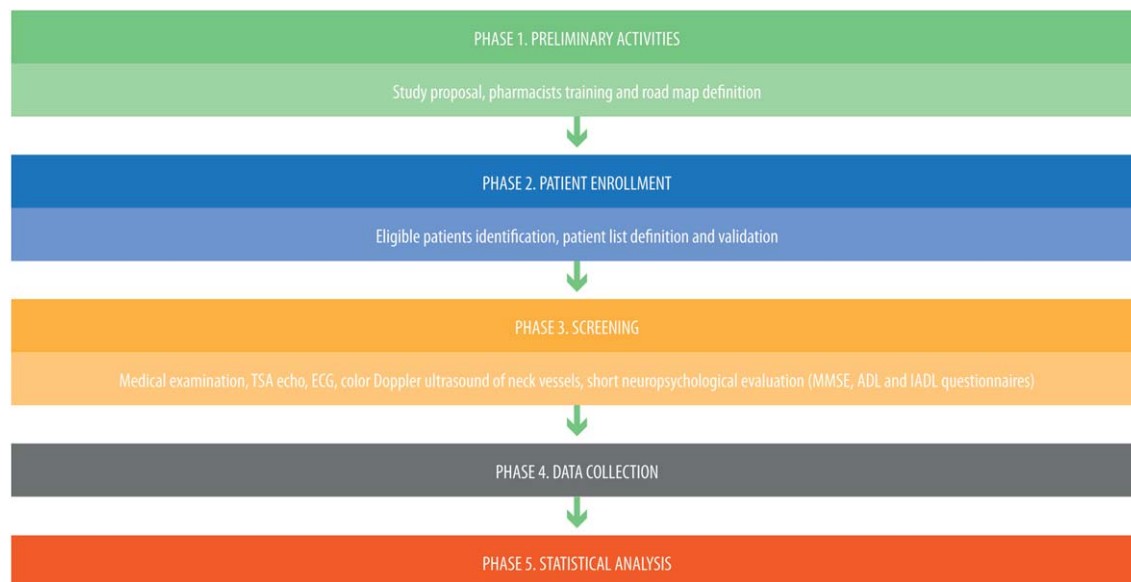 PHASE 1. PRELIMINARY ACTIVITIES
Study proposal, pharmacists training and road map definition
PHASE 2. PATIENT ENROLLMENT
Eligible patients identification, patient list definition and validation
PHASE 3. SCREENING
Medical examination, TSA echo, ECG, color Doppler ultrasound of neck vessels, short neuropsychological evaluation (MMSE, ADL and IADL questionnaires)
PHASE 4. DATA COLLECTION
PHASE 5. STATISTICAL ANALYSIS